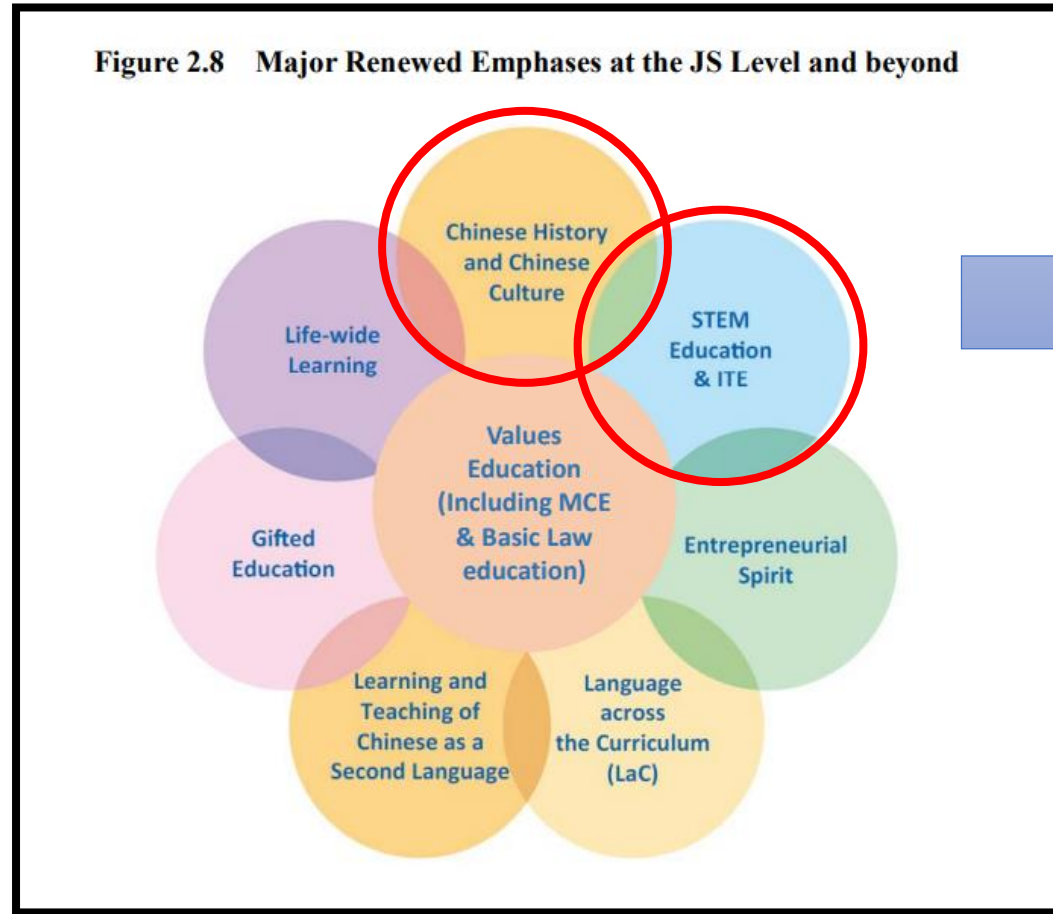 Figure 2.8 Major Renewed Emphases at the JS Level and beyond
Chinese History
and Chinese
Culture
STEM
Education
& ITE
Life-wide
Learning
Values
Education
(Including MCE
& Basic Law
education)
Gifted
Education
Entrepreneurial
Spirit
Learning and
Teaching of
Chinese as a
Second Language
Language
across
the Curriculum
(LaC)